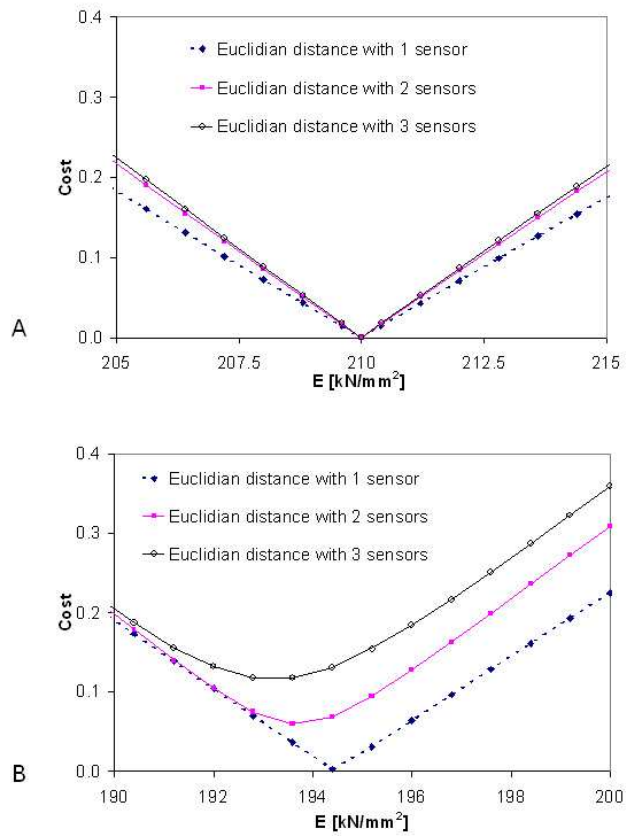 0.4
Euclidian distance with 1 sensor
0.3
Euclidian distance with 2 sensors
Euclidian distance with 3 sensors
Cost
0.2
0.1
0.0
205 207.5 210 212.5 215
E [kN/mm²]
A
0.4
Euclidian distance with 1 sensor
0.3
Euclidian distance with 2 sensors
Euclidian distance with 3 sensors
Cost
0.2
0.1
0.0
190 192 194 196 198 200
E [kN/mm²]
B